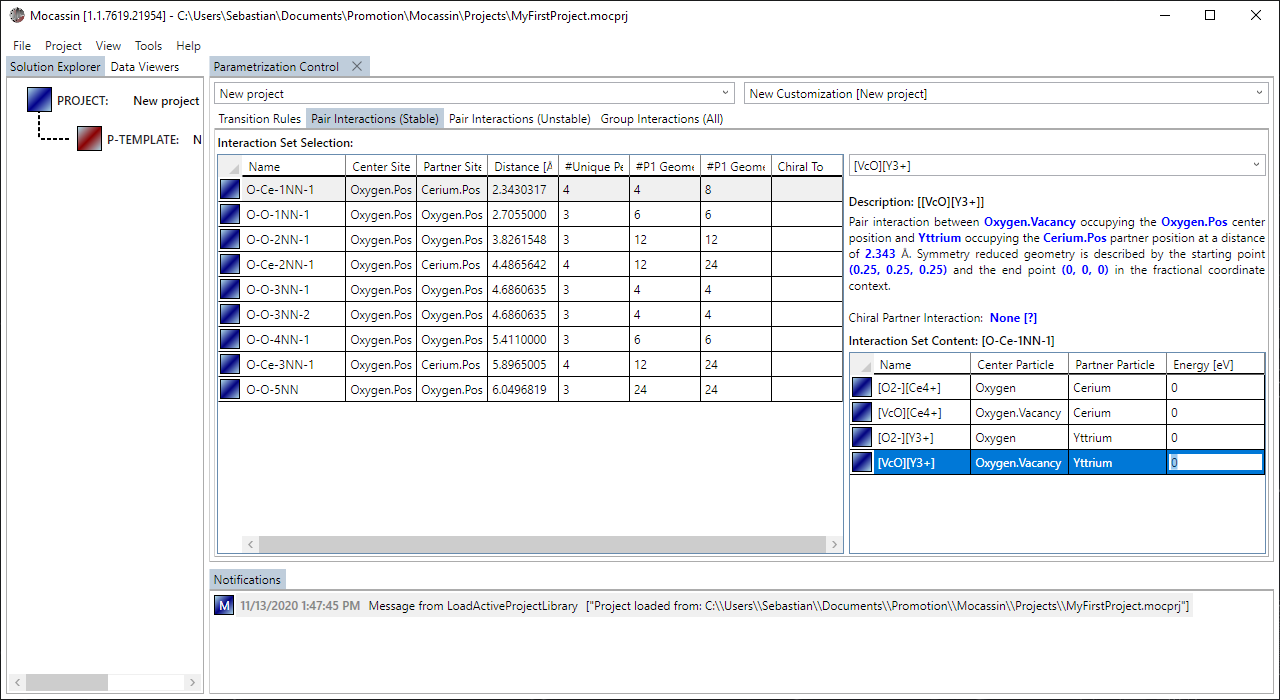 Mocassin [1.1.7619.21954] - C:\Users\Sebastian\Documents\Promotion\Mocassin\Projects\MyFirstProject.mocprj
File Project View Tools Help
Solution Explorer Data Viewers
PROJECT: New project
P-TEMPLATE: N
Parametrization Control
New project
New Customization [New project]
Transition Rules Pair Interactions (Stable) Pair Interactions (Unstable) Group Interactions (All)
Interaction Set Selection:
Name Center Site Partner Site Distance [Å #Unique Pe #P1 Geome #P1 Geome Chiral To
O-Ce-1NN-1 Oxygen.Pos Cerium.Pos 2.3430317 4 4 8
O-O-1NN-1 Oxygen.Pos Oxygen.Pos 2.7055000 3 6 6
O-O-2NN-1 Oxygen.Pos Oxygen.Pos 3.8261548 3 12 12
O-Ce-2NN-1 Oxygen.Pos Cerium.Pos 4.4865642 4 12 24
O-O-3NN-1 Oxygen.Pos Oxygen.Pos 4.6860635 3 4 4
O-O-3NN-2 Oxygen.Pos Oxygen.Pos 4.6860635 3 4 4
O-O-4NN-1 Oxygen.Pos Oxygen.Pos 5.4110000 3 6 6
O-Ce-3NN-1 Oxygen.Pos Cerium.Pos 5.8965005 4 12 24
O-O-5NN Oxygen.Pos Oxygen.Pos 6.0496819 3 24 24
[VcO][Y3+]
Description: [[VcO][Y3+]]
Pair interaction between Oxygen.Vacancy occupying the Oxygen.Pos center
position and Yttrium occupying the Cerium.Pos partner position at a distance
of 2.343 Å. Symmetry reduced geometry is described by the starting point
(0.25, 0.25, 0.25) and the end point (0, 0, 0) in the fractional coordinate
context.
Chiral Partner Interaction: None [?]
Interaction Set Content: [O-Ce-1NN-1]
Name Center Particle Partner Particle Energy [eV]
[O2-][Ce4+] Oxygen Cerium 0
[VcO][Ce4+] Oxygen.Vacancy Cerium 0
[O2-][Y3+] Oxygen Yttrium 0
[VcO][Y3+] Oxygen.Vacancy Yttrium 0
Notifications
M 11/13/2020 1:47:45 PM Message from LoadActiveProjectLibrary ["Project loaded from: C:\\Users\\Sebastian\\Documents\\Promotion\\Mocassin\\Projects\\MyFirstProject.mocprj"]